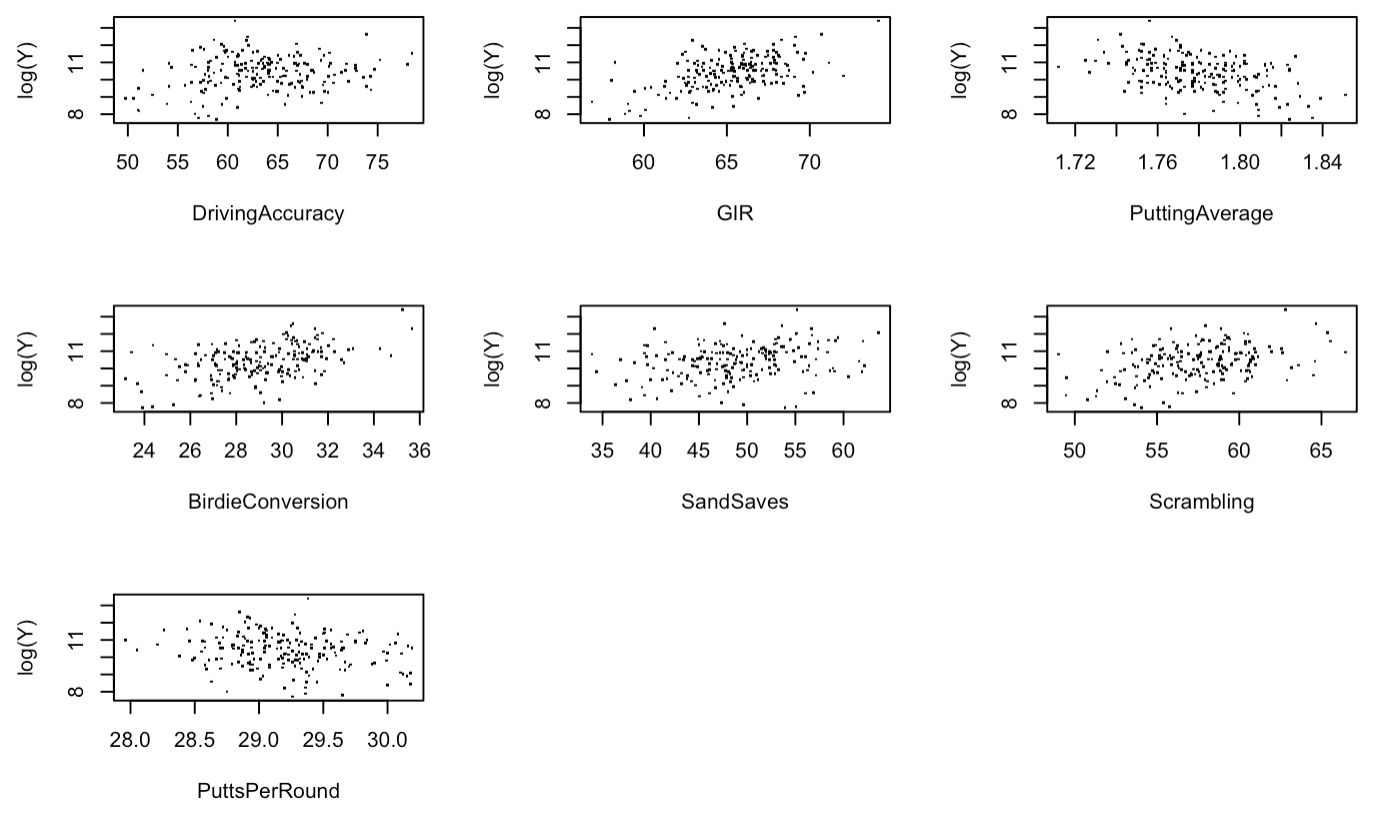 log(Y)
11
8
50 55 60 65 70 75
DrivingAccuracy
log(Y)
11
8
60 65 70
GIR
log(Y)
11
8
1.72 1.76 1.80 1.84
PuttingAverage
log(Y)
11
8
24 26 28 30 32 34 36
BirdieConversion
log(Y)
11
8
35 40 45 50 55 60
SandSaves
log(Y)
11
8
50 55 60 65
Scrambling
log(Y)
11
8
28.0 28.5 29.0 29.5 30.0
PuttsPerRound